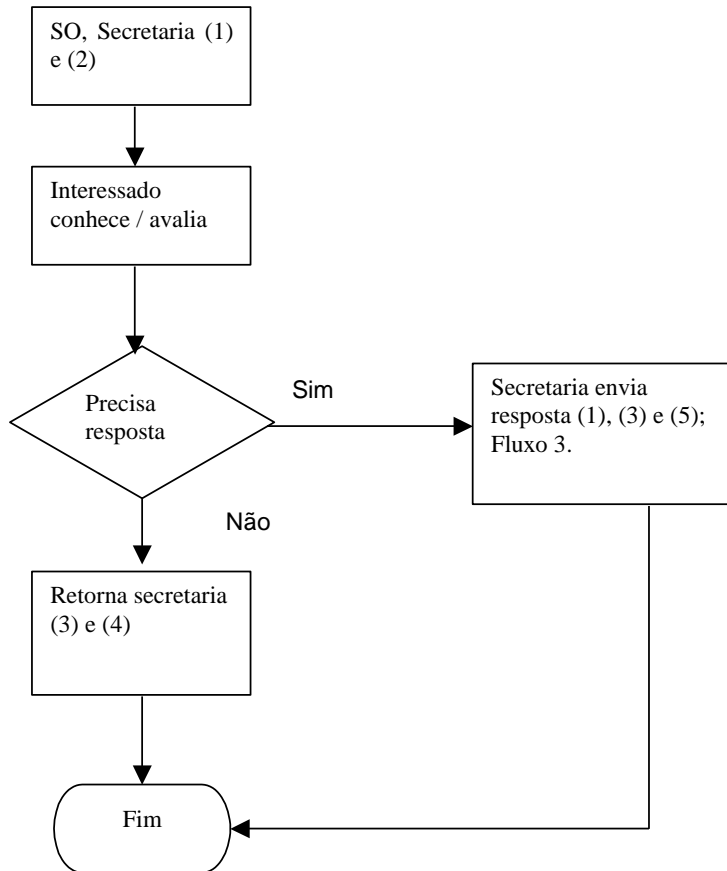 SO, Secretaria (1)
e (2)
Interessado
conhece / avalia
Precisa
resposta
Sim
Secretaria envia
resposta (1), (3) e (5);
Fluxo 3.
Não
Retorna secretaria
(3) e (4)
Fim